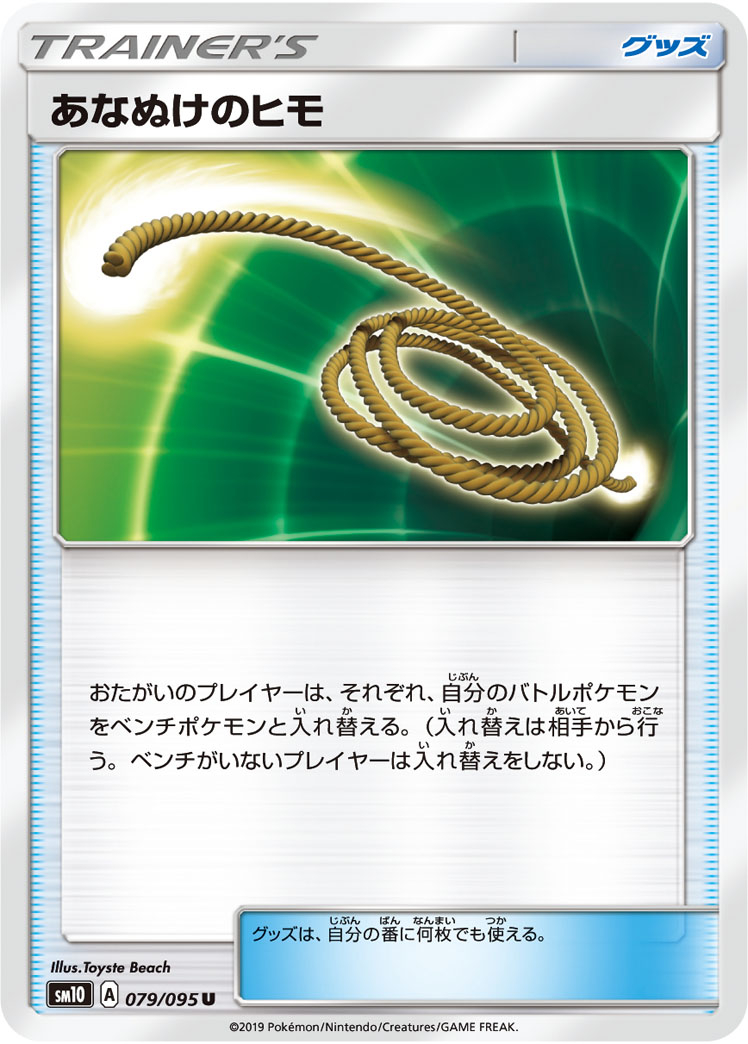 TRAINER'S グッズ
あなぬけのヒモ
おたがいのプレイヤーは、それぞれ、自分のバトルポケモン
をベンチポケモンと入れ替える。（入れ替えは相手から行
う。ベンチがいないプレイヤーは入れ替えをしない。）
グッズは、自分の番に何枚でも使える。
Illus.Toyste Beach
sm10 A 079/095 U
©2019 Pokémon/Nintendo/Creatures/GAME FREAK.